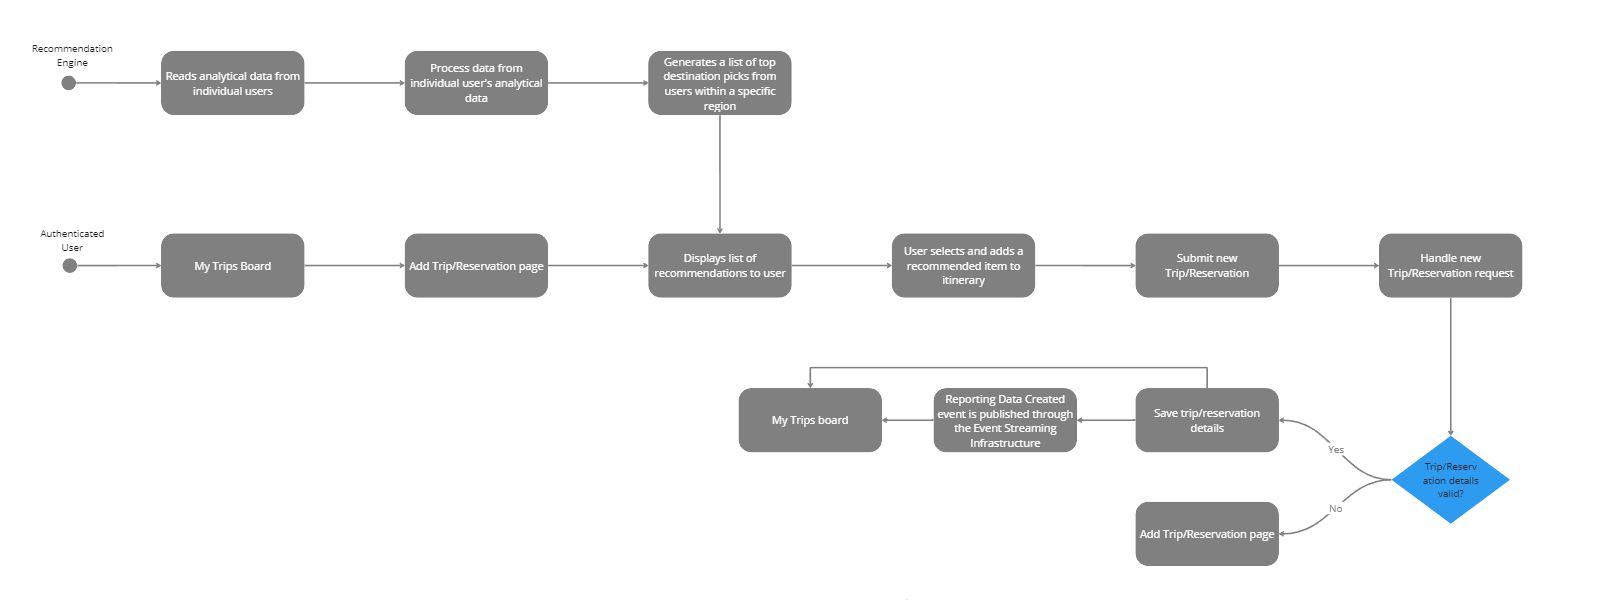 Recommendation
Engine
Reads analytical data from
individual users
Process data from
individual user's analytical
data
Generates a list of top
destination picks from
users within a specific
region
Authenticated
User
My Trips Board
Add Trip/Reservation page
Displays list of
recommendations to user
User selects and adds a
recommended item to
itinerary
Submit new
Trip/Reservation
Handle new
Trip/Reservation request
My Trips board
Reporting Data Created
event is published through
the Event Streaming
Infrastructure
Save trip/reservation
details
Yes
Trip/Reserv
ation details
valid?
No
Add Trip/Reservation page